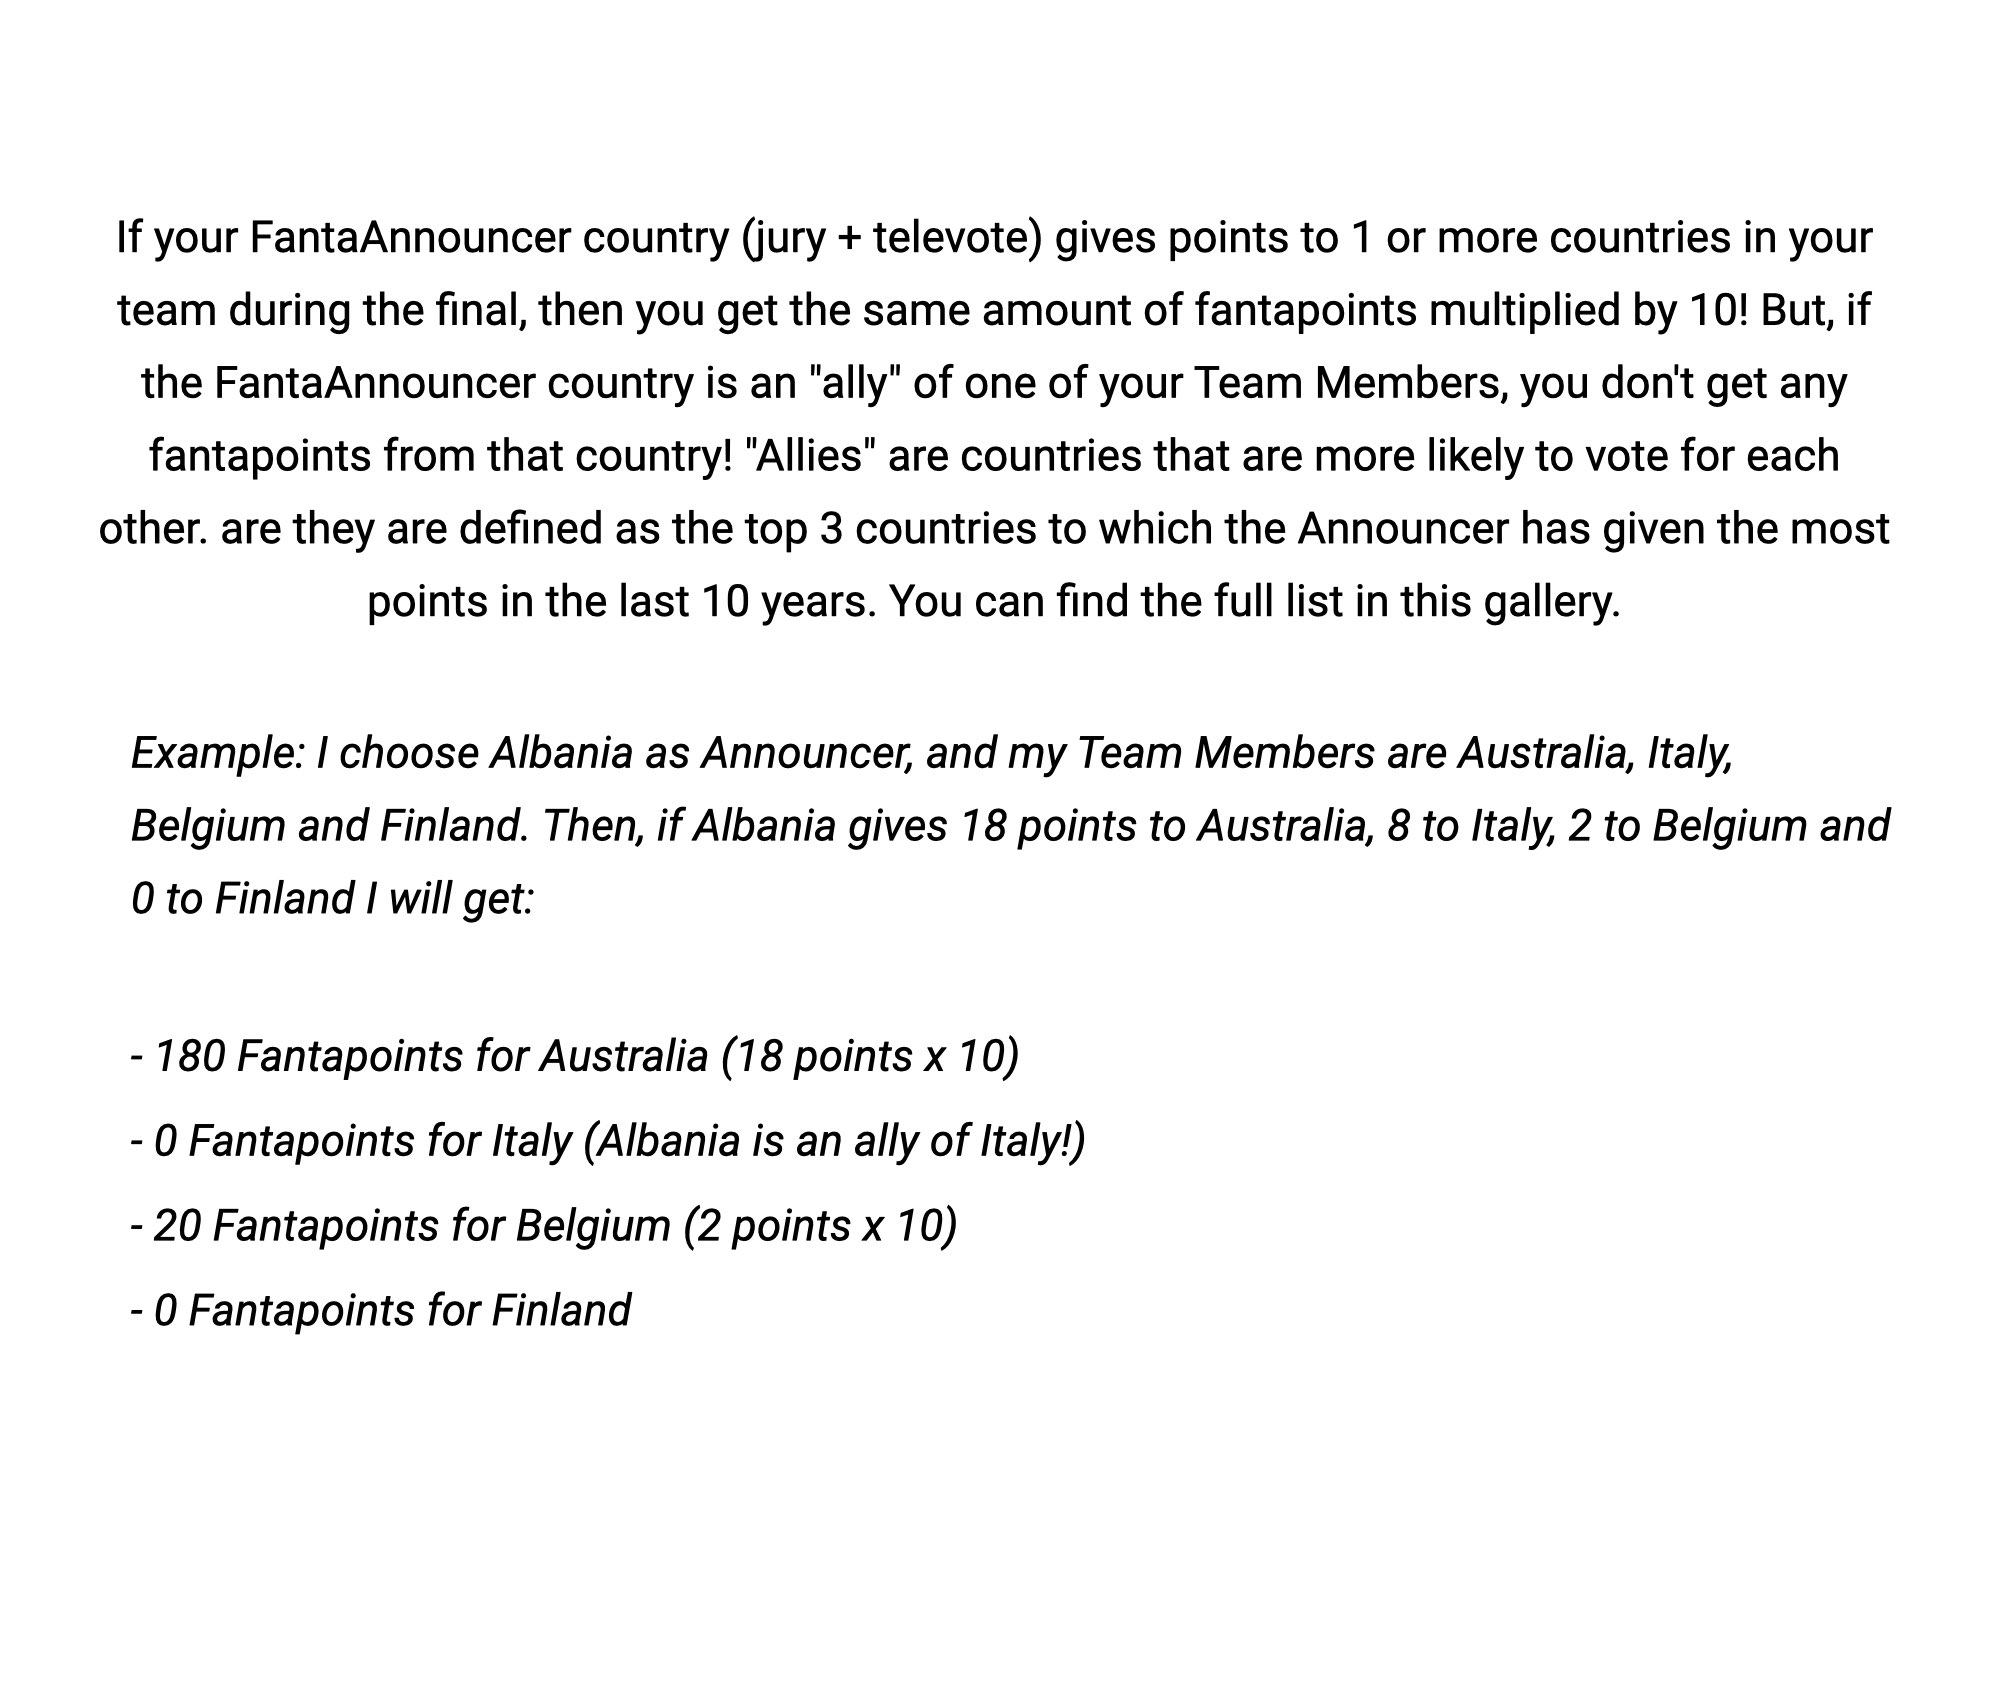 If your FantaAnnouncer country (jury + televote) gives points to 1 or more countries in your
team during the final, then you get the same amount of fantapoints multiplied by 10! But, if
the FantaAnnouncer country is an "ally" of one of your Team Members, you don't get any
fantapoints from that country! "Allies" are countries that are more likely to vote for each
other. are they are defined as the top 3 countries to which the Announcer has given the most
points in the last 10 years. You can find the full list in this gallery.
Example: I choose Albania as Announcer, and my Team Members are Australia, Italy,
Belgium and Finland. Then, if Albania gives 18 points to Australia, 8 to Italy, 2 to Belgium and
0 to Finland I will get:
- 180 Fantapoints for Australia (18 points x 10)
- 0 Fantapoints for Italy (Albania is an ally of Italy!)
- 20 Fantapoints for Belgium (2 points x 10)
- 0 Fantapoints for Finland